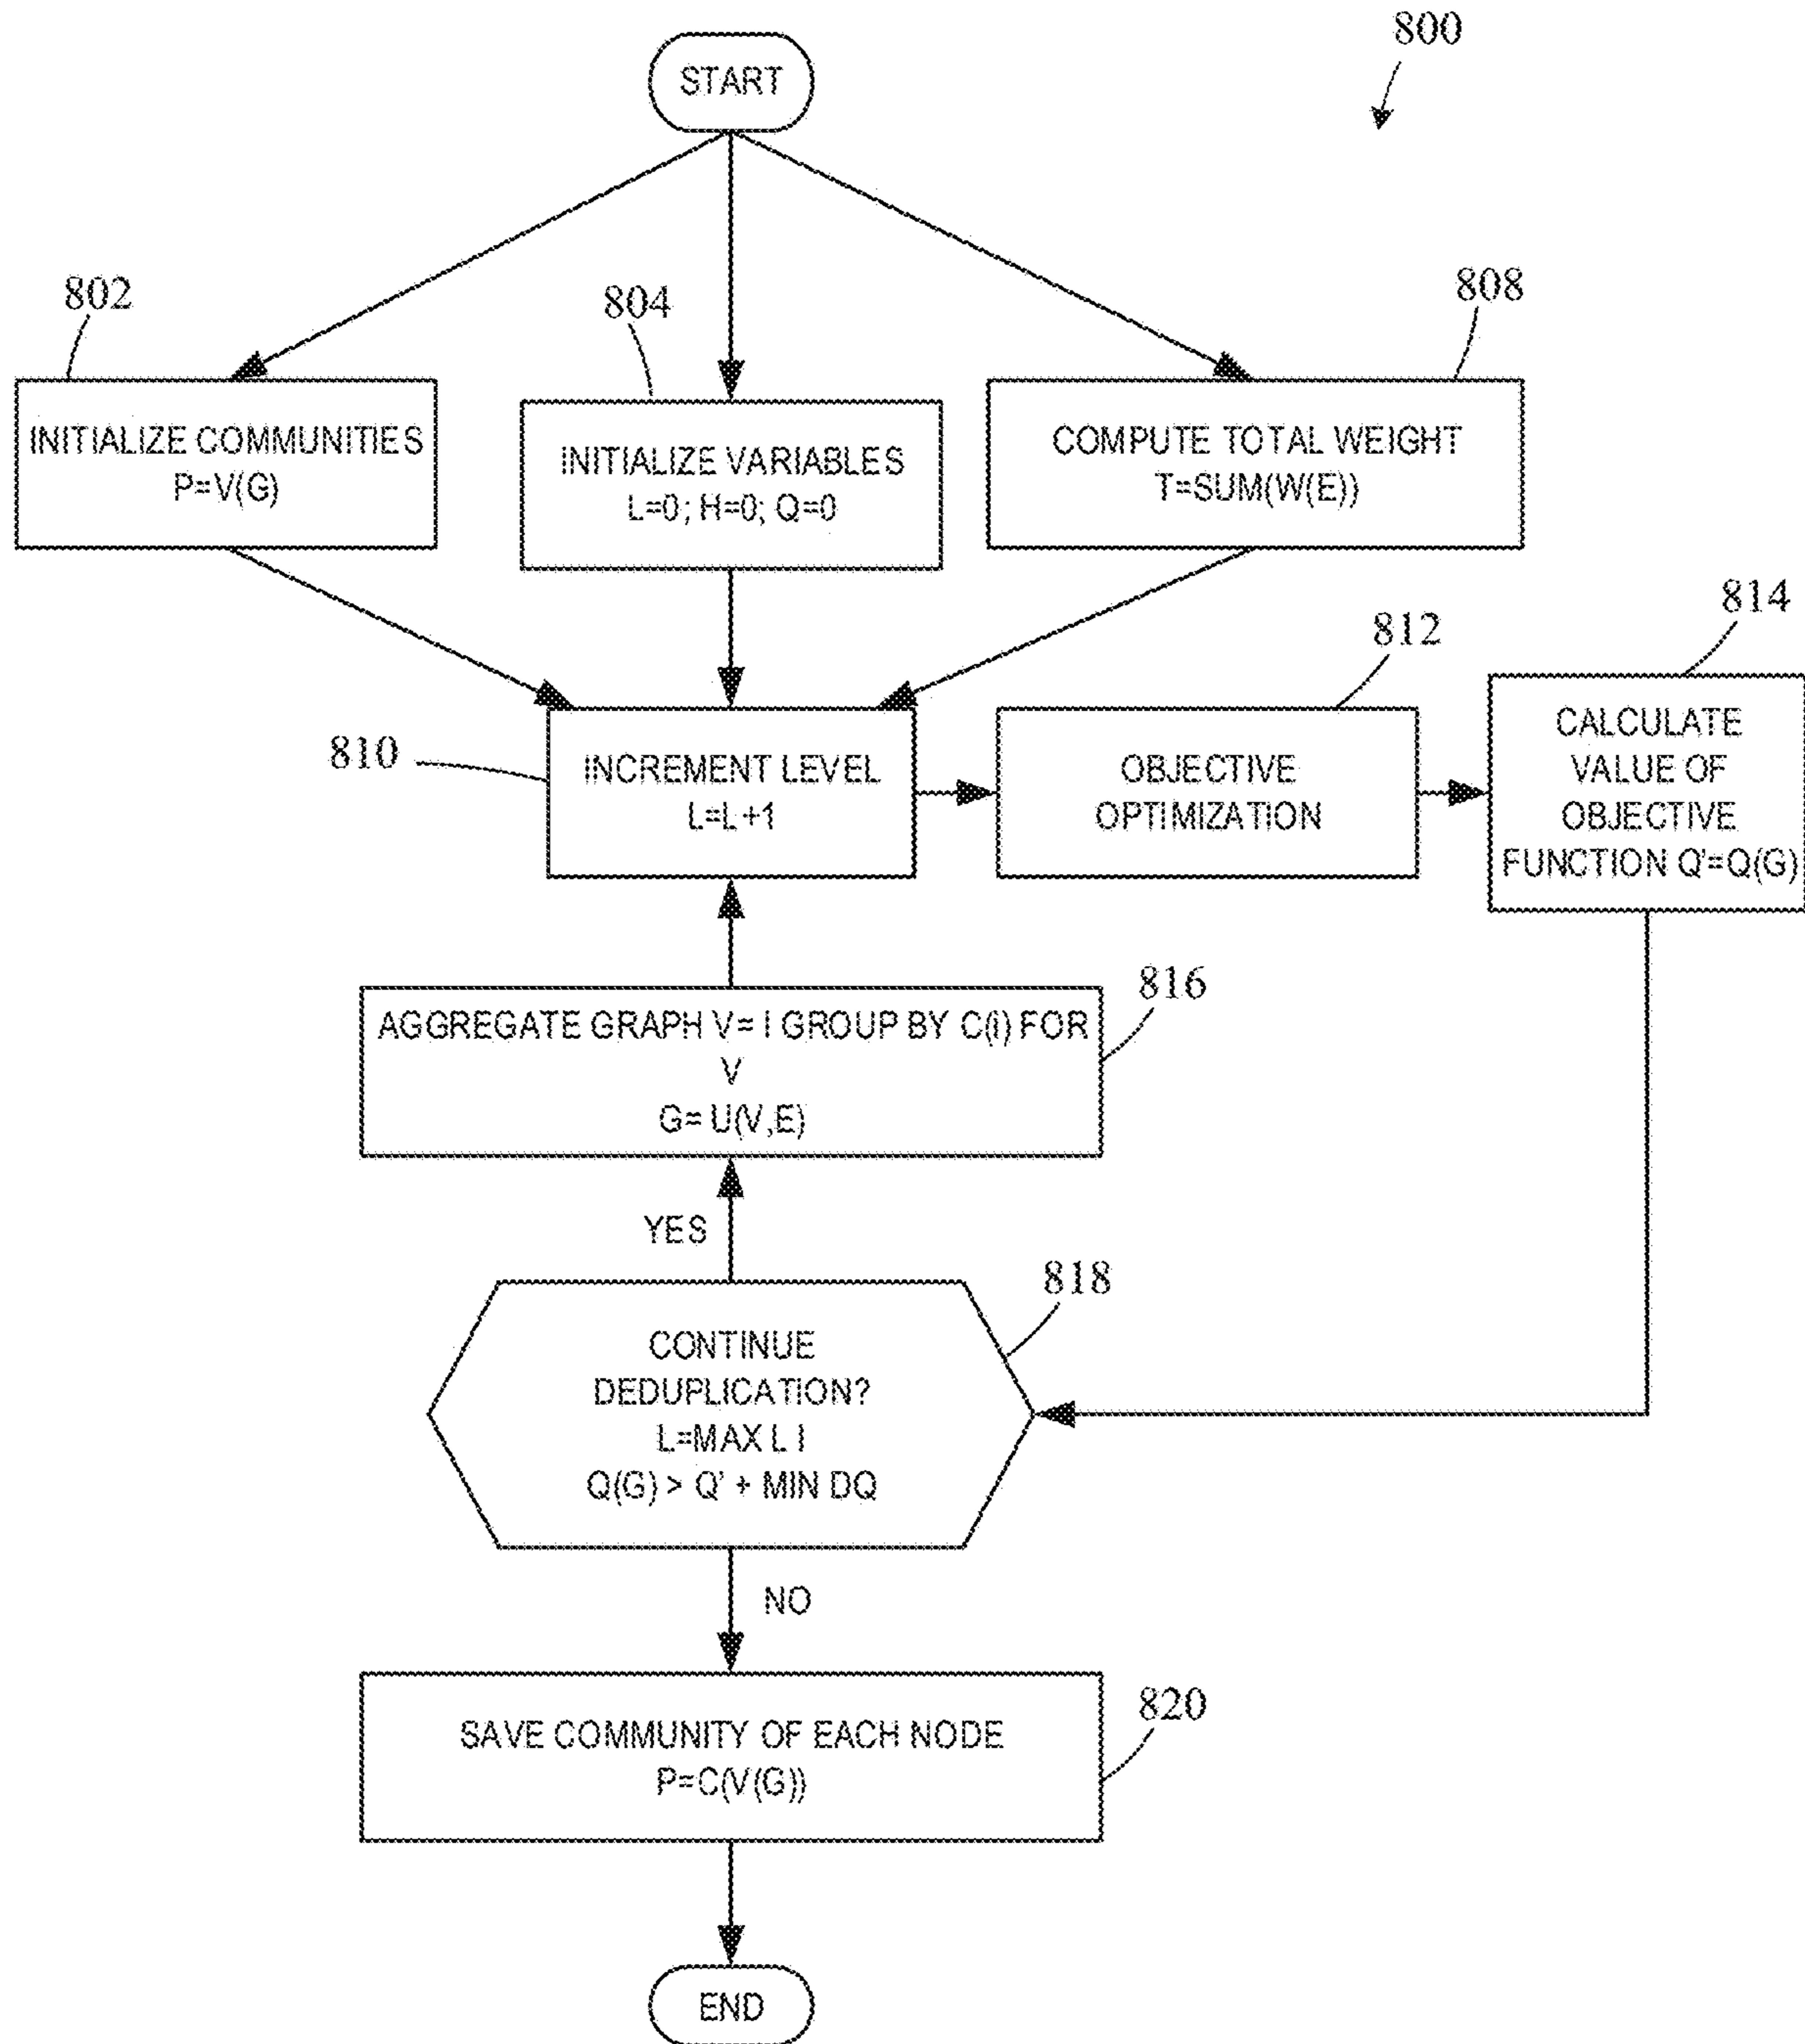 800
START
802
INITIALIZE COMMUNITIES
P=V(G)
804
INITIALIZE VARIABLES
L=0; H=0; Q=0
808
COMPUTE TOTAL WEIGHT
T=SUM(W(E))
810
INCREMENT LEVEL
L=L+1
812
OBJECTIVE
OPTIMIZATION
814
CALCULATE
VALUE OF
OBJECTIVE
FUNCTION Q'=Q(G)
816
AGGREGATE GRAPH V= I GROUP BY C(i) FOR
V
G= U(V,E)
YES
818
CONTINUE
DEDUPLICATION?
L=MAX L I
Q(G) > Q' + MIN DQ
NO
820
SAVE COMMUNITY OF EACH NODE
P=C(V(G))
END